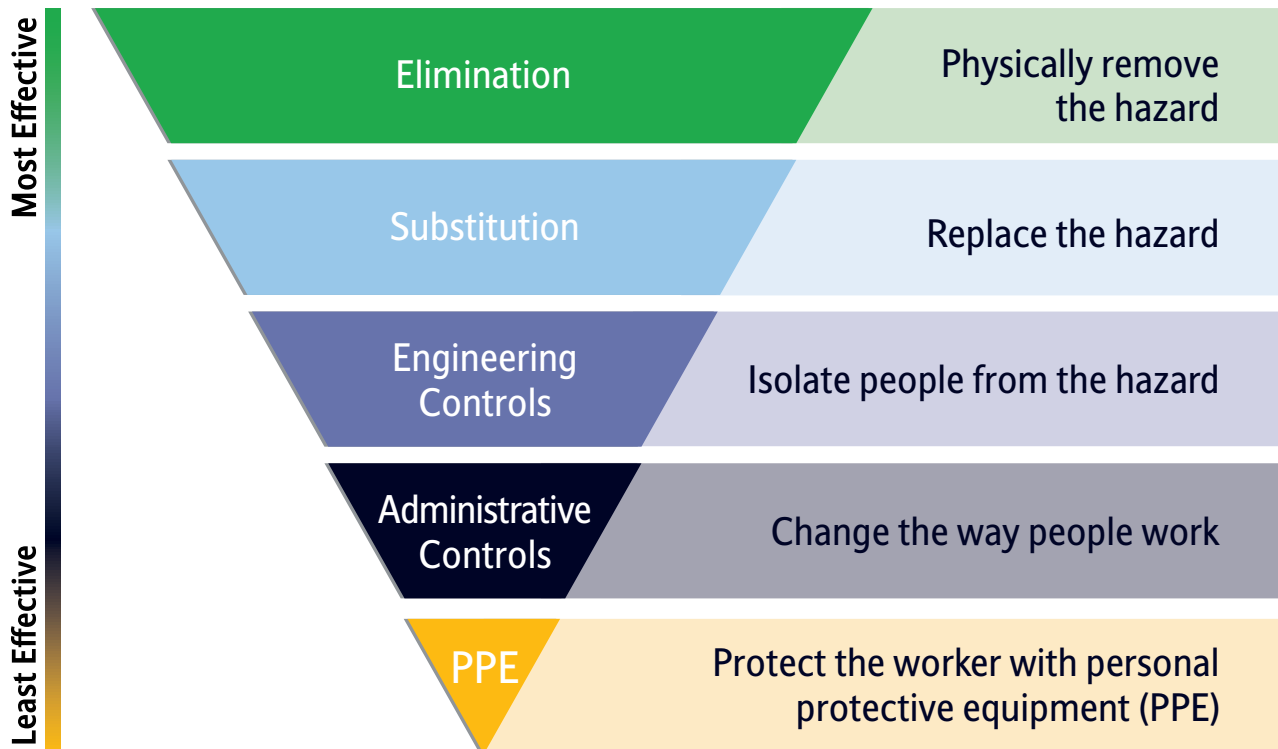 Most Effective
Least Effective
Elimination
Physically remove
the hazard
Substitution
Replace the hazard
Engineering
Controls
Isolate people from the hazard
Administrative
Controls
Change the way people work
PPE
Protect the worker with personal
protective equipment (PPE)